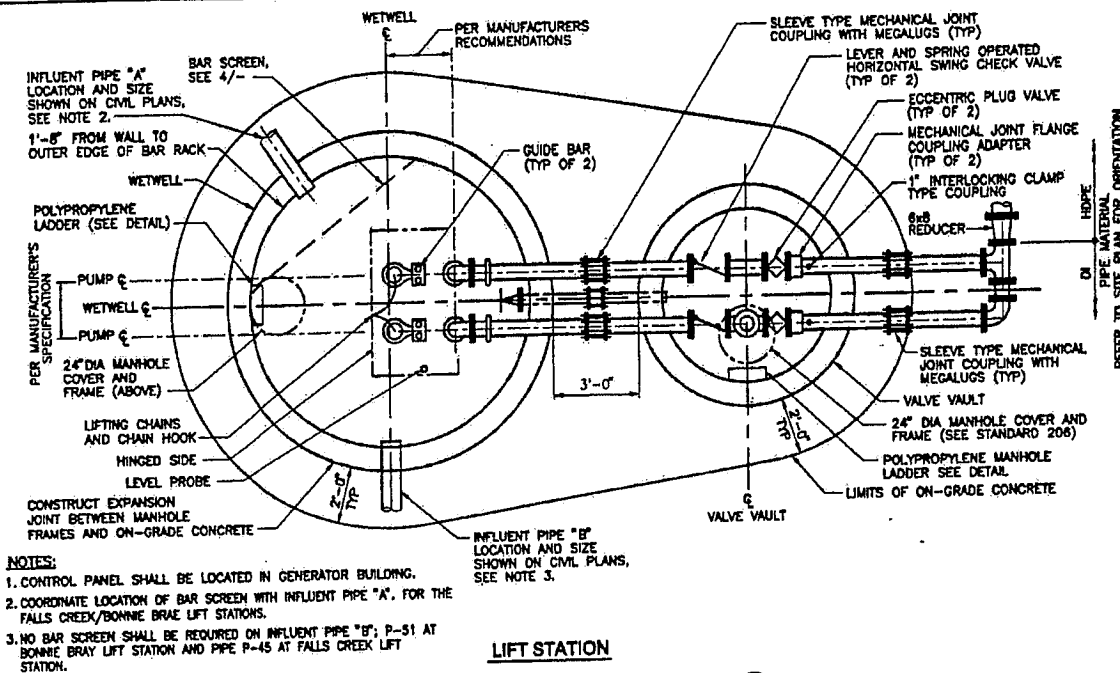 WETWELL
℄
PER MANUFACTURERS
RECOMMENDATIONS
SLEEVE TYPE MECHANICAL JOINT
COUPLING WITH MEGALUGS (TYP)
LEVER AND SPRING OPERATED
HORIZONTAL SWING CHECK VALVE
(TYP OF 2)
ECCENTRIC PLUG VALVE
(TYP OF 2)
MECHANICAL JOINT FLANGE
COUPLING ADAPTER
(TYP OF 2)
1" INTERLOCKING CLAMP
TYPE COUPLING
REDUCER
HDPE
DI
PIPE MATERIAL
REFER TO SITE PLAN FOR ORIENTATION
BAR SCREEN,
SEE 4/-
INFLUENT PIPE "A"
LOCATION AND SIZE
SHOWN ON CIVIL PLANS,
SEE NOTE 2.
1'-8" FROM WALL TO
OUTER EDGE OF BAR RACK
WETWELL
POLYPROPYLENE
LADDER (SEE DETAIL)
GUIDE BAR
(TYP OF 2)
PER MANUFACTURER'S
SPECIFICATION
PUMP ℄
WETWELL ℄
PUMP ℄
24" DIA MANHOLE
COVER AND
FRAME (ABOVE)
LIFTING CHAINS
AND CHAIN HOOK
HINGED SIDE
LEVEL PROBE
CONSTRUCT EXPANSION
JOINT BETWEEN MANHOLE
FRAMES AND ON-GRADE CONCRETE
2'-0"
TYP
3'-0"
2'-0"
TYP
SLEEVE TYPE MECHANICAL
JOINT COUPLING WITH
MEGALUGS (TYP)
VALVE VAULT
24" DIA MANHOLE COVER AND
FRAME (SEE STANDARD 206)
POLYPROPYLENE MANHOLE
LADDER SEE DETAIL
LIMITS OF ON-GRADE CONCRETE
℄
VALVE VAULT
INFLUENT PIPE "B"
LOCATION AND SIZE
SHOWN ON CIVIL PLANS,
SEE NOTE 3.
NOTES:
1. CONTROL PANEL SHALL BE LOCATED IN GENERATOR BUILDING.
2. COORDINATE LOCATION OF BAR SCREEN WITH INFLUENT PIPE "A", FOR THE
FALLS CREEK/BONNIE BRAE LIFT STATIONS.
3. NO BAR SCREEN SHALL BE REQUIRED ON INFLUENT PIPE "B"; P-51 AT
BONNIE BRAY LIFT STATION AND PIPE P-45 AT FALLS CREEK LIFT
STATION.
LIFT STATION